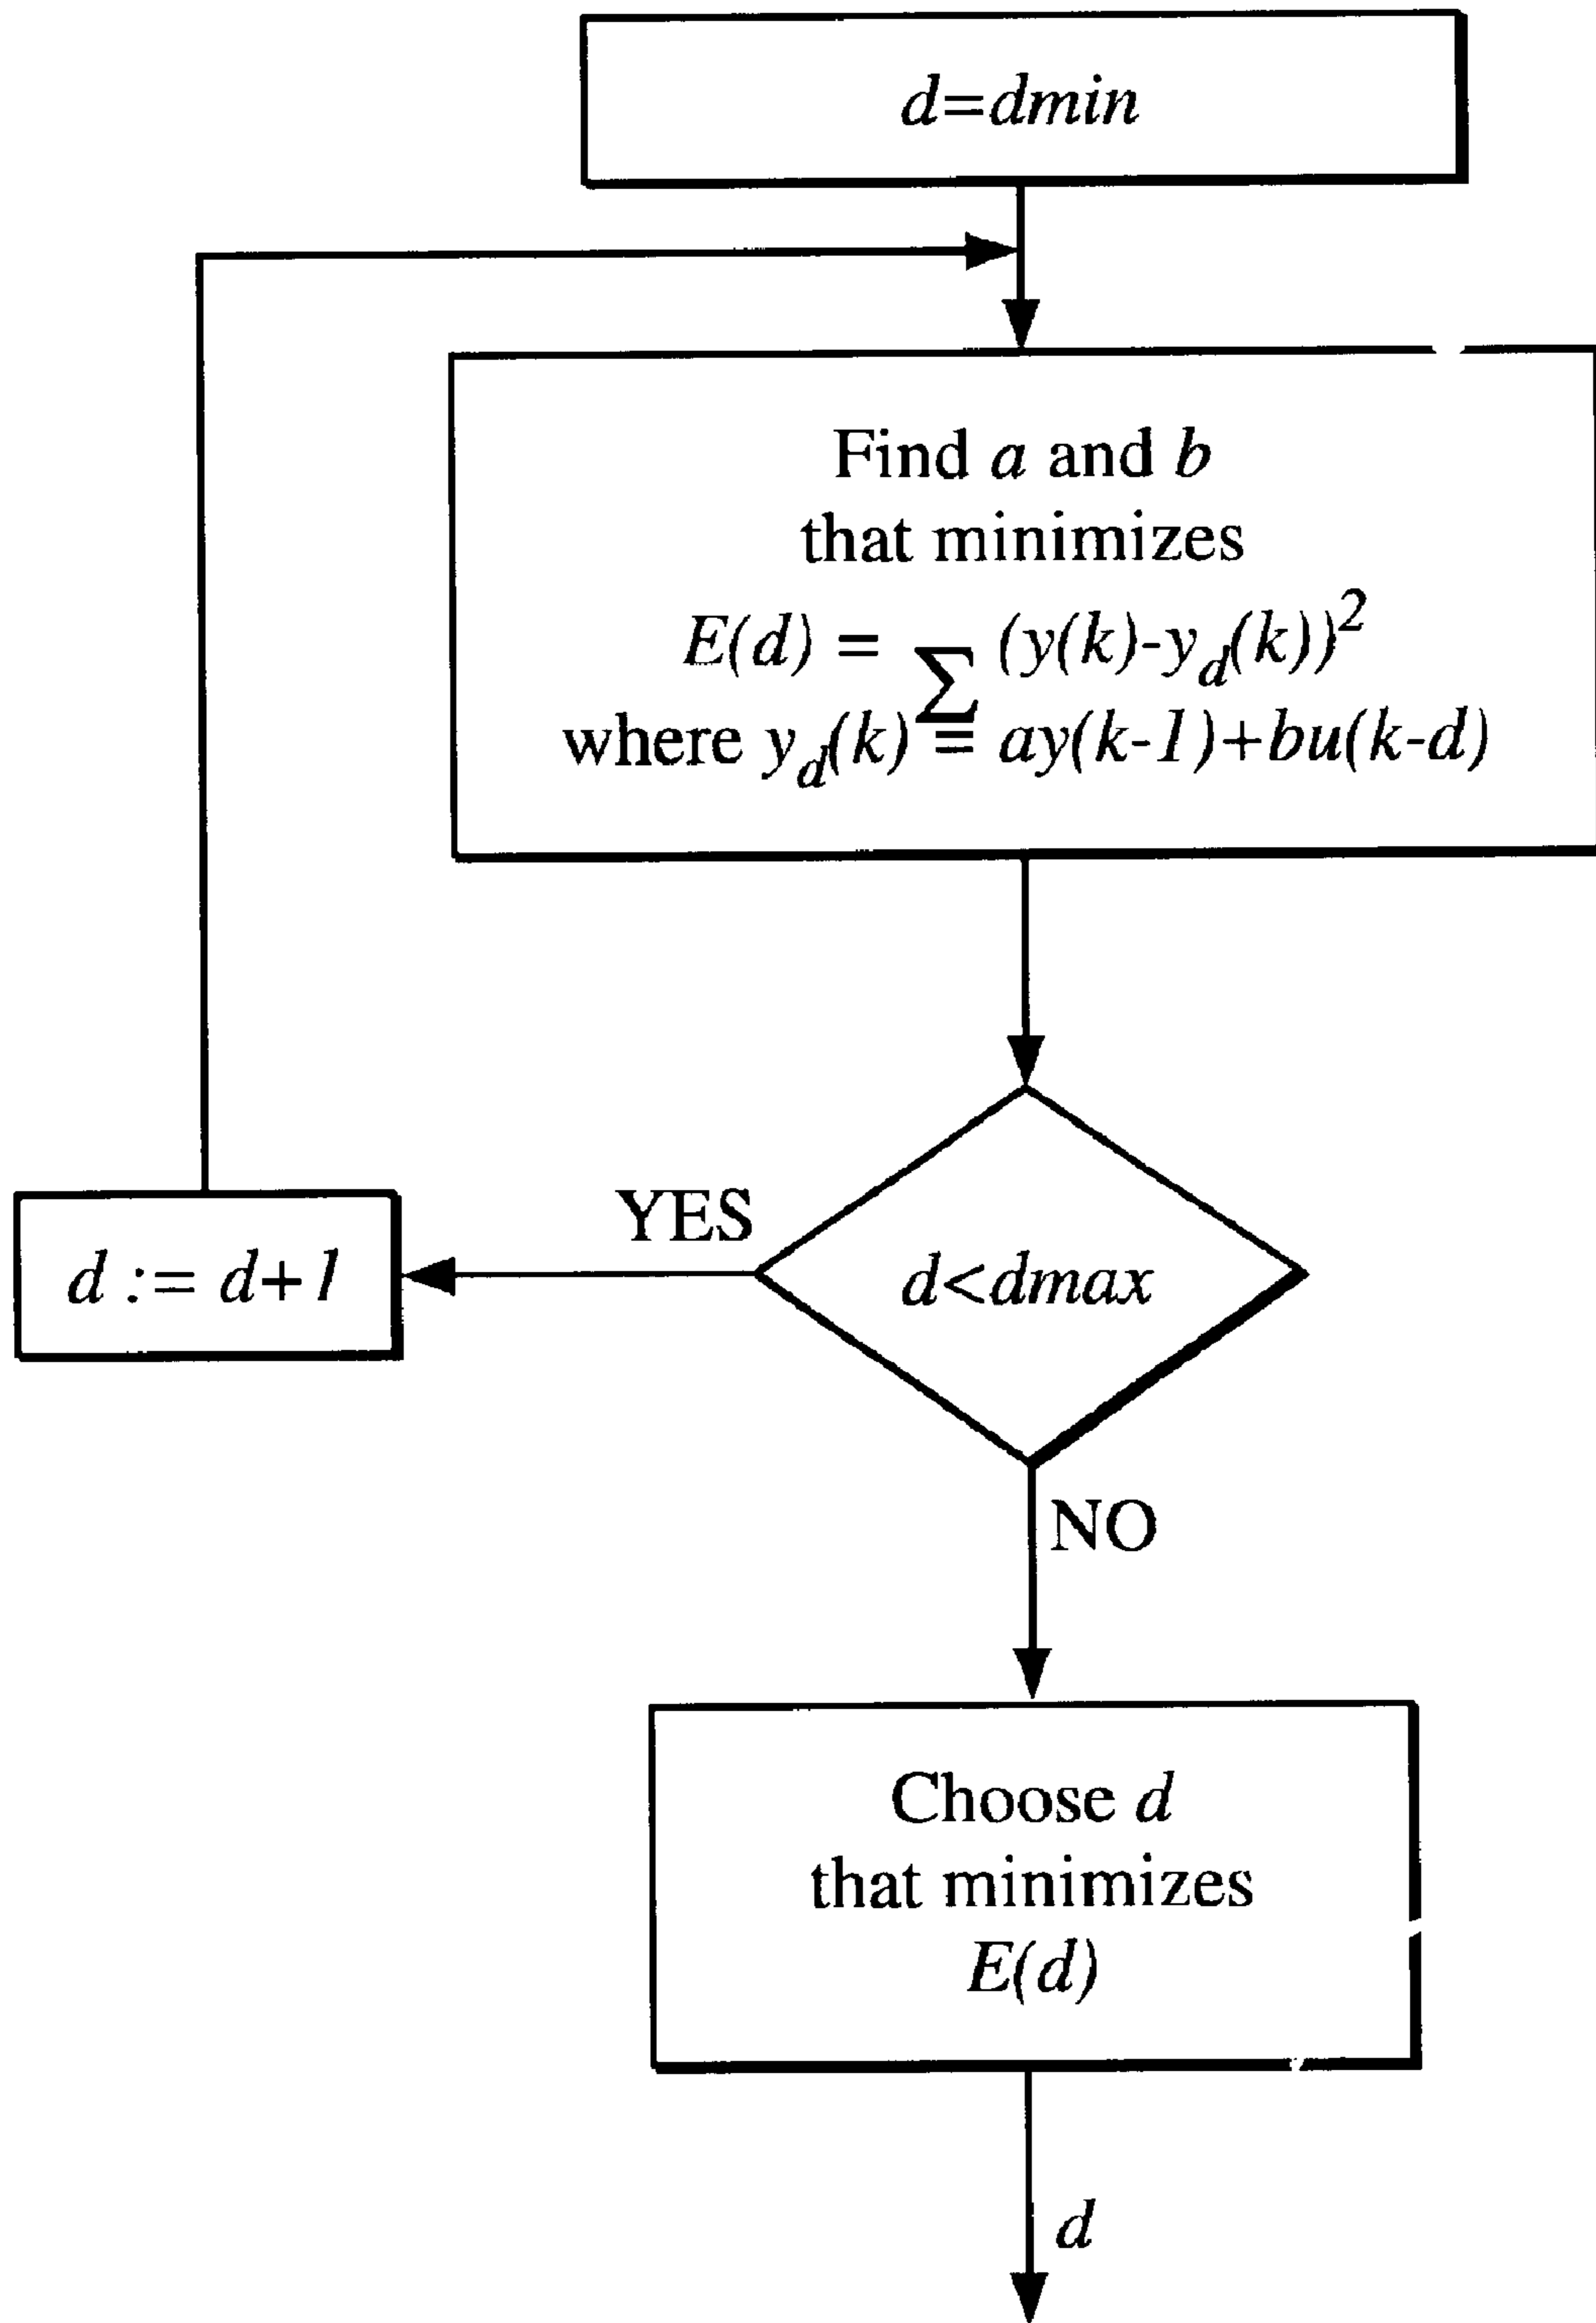 d=dmin
Find a and b
that minimizes
E(d) = ∑ (y(k)-y_d(k))^2
where y_d(k) = ay(k-1)+bu(k-d)
YES
d := d+1
d<dmax
NO
Choose d
that minimizes
E(d)
d